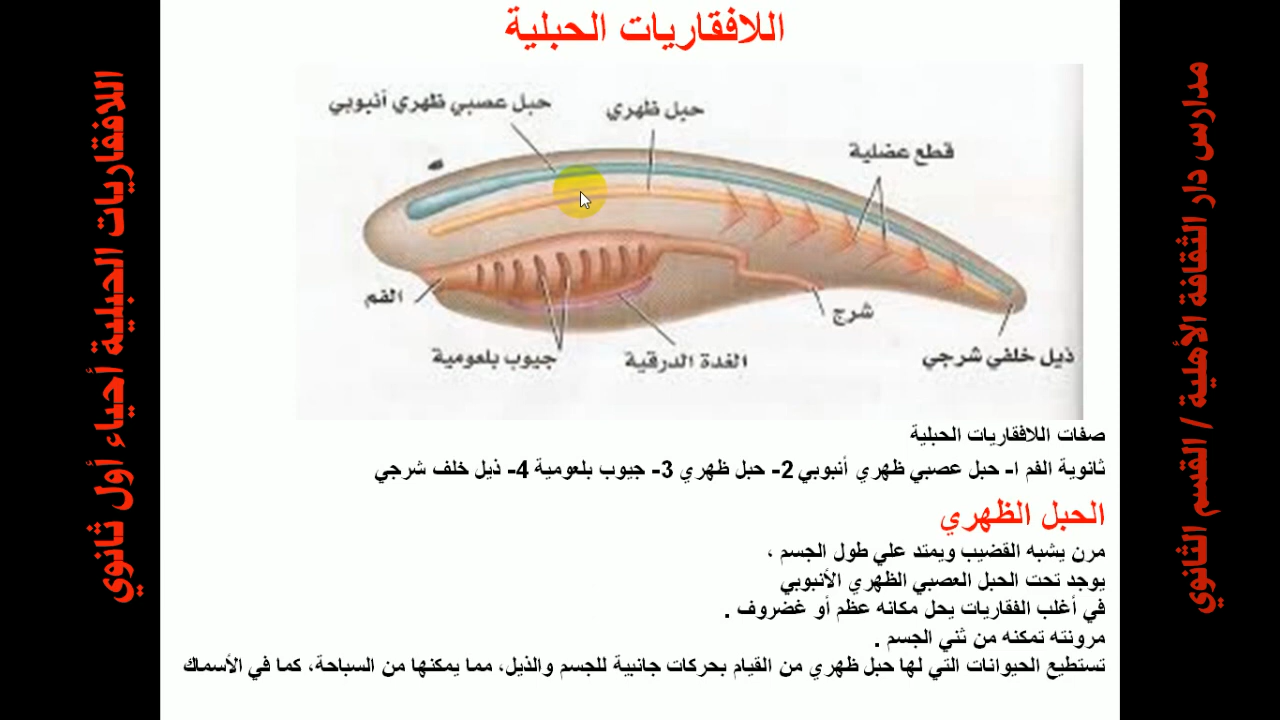 اللافقاريات الحبلية
مدارس دار الثقافة الأهلية / القسم الثانوي
اللافقاريات الحبلية أحياء أول ثانوي
حبل ظهري
حبل عصبي ظهري أنبوبي
قطع عضلية
الفم
شرج
جيوب بلعومية
الغدة الدرقية
ذيل خلفي شرجي
صفات اللافقاريات الحبلية
ثانوية الفم ١- حبل عصبي ظهري أنبوبي 2- حبل ظهري 3- جيوب بلعومية 4- ذيل خلف شرجي
الحبل الظهري
مرن يشبه القضيب ويمتد علي طول الجسم ،
يوجد تحت الحبل العصبي الظهري الأنبوبي
في أغلب الفقاريات يحل مكانه عظم أو غضروف .
مرونته تمكنه من ثني الجسم .
تستطيع الحيوانات التي لها حبل ظهري من القيام بحركات جانبية للجسم والذيل، مما يمكنها من السباحة، كما في الأسماك